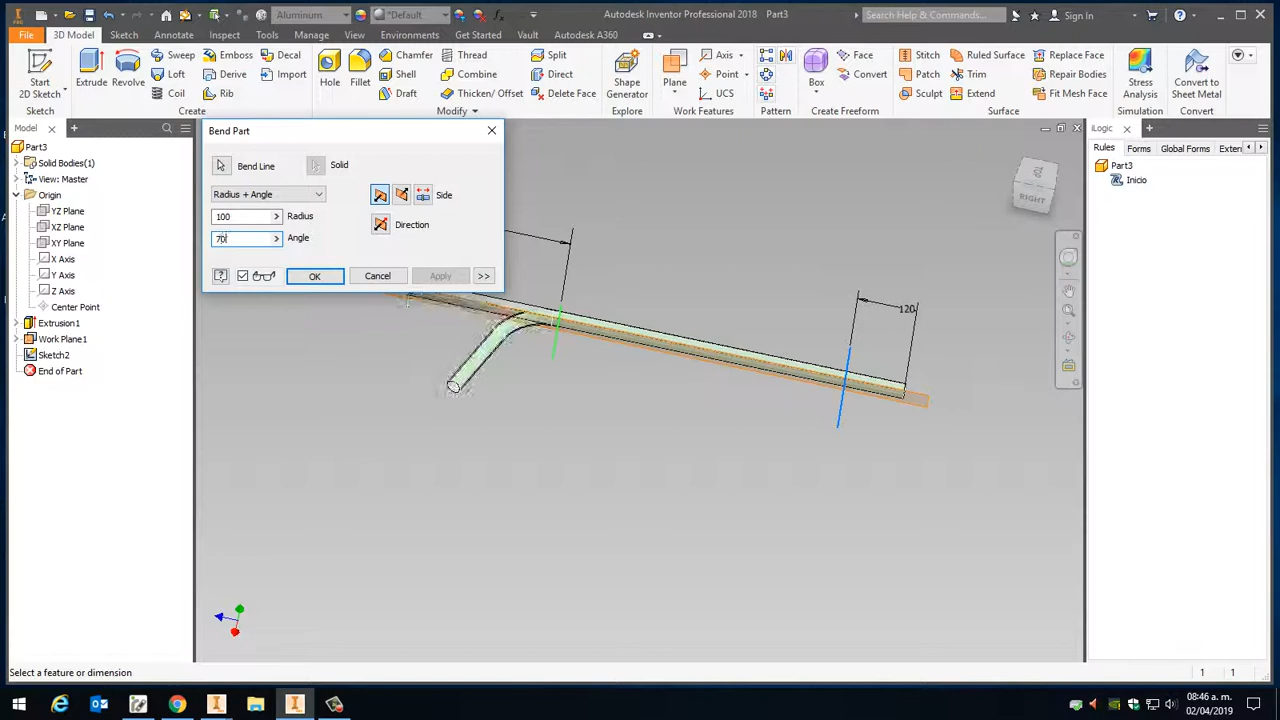 Aluminum
*Default
Autodesk Inventor Professional 2018 Part3
Search Help & Commands...
Sign In
File
3D Model
Sketch
Annotate
Inspect
Tools
Manage
View
Environments
Get Started
Vault
Autodesk A360
Start
2D Sketch
Extrude
Revolve
Sweep
Loft
Coil
Emboss
Derive
Rib
Decal
Import
Hole
Fillet
Chamfer
Shell
Draft
Thread
Combine
Thicken/ Offset
Split
Direct
Delete Face
Shape
Generator
Plane
Axis
Point
UCS
Box
Face
Convert
Stitch
Patch
Sculpt
Ruled Surface
Trim
Extend
Replace Face
Repair Bodies
Fit Mesh Face
Stress
Analysis
Convert to
Sheet Metal
Sketch
Create
Modify
Explore
Work Features
Pattern
Create Freeform
Surface
Simulation
Convert
Model
Part3
Solid Bodies(1)
View: Master
Origin
YZ Plane
XZ Plane
XY Plane
X Axis
Y Axis
Z Axis
Center Point
Extrusion1
Work Plane1
Sketch2
End of Part
Bend Part
Bend Line
Solid
Radius + Angle
Side
100
Radius
Direction
70
Angle
OK
Cancel
Apply
>>
120
RIGHT
iLogic
Rules
Forms
Global Forms
Exten
Part3
Inicio
Select a feature or dimension
1
1
08:46 a. m.
02/04/2019